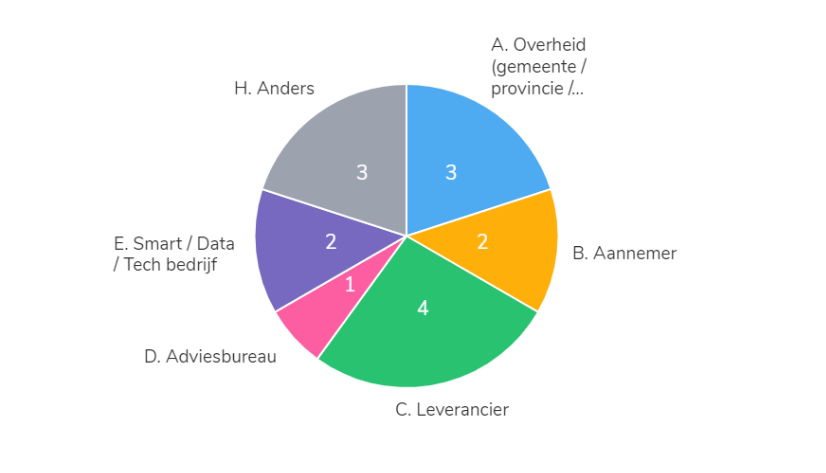 A. Overheid
(gemeente /
provincie /...
H. Anders
3
3
E. Smart / Data
/ Tech bedrijf
2
2
B. Aannemer
1
4
D. Adviesbureau
C. Leverancier